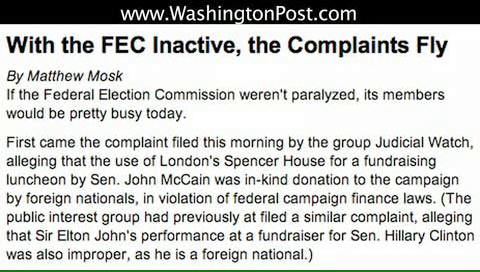 www.WashingtonPost.com
With the FEC Inactive, the Complaints Fly
By Matthew Mosk
If the Federal Election Commission weren't paralyzed, its members
would be pretty busy today.
First came the complaint filed this morning by the group Judicial Watch,
alleging that the use of London's Spencer House for a fundraising
luncheon by Sen. John McCain was in-kind donation to the campaign
by foreign nationals, in violation of federal campaign finance laws. (The
public interest group had previously at filed a similar complaint, alleging
that Sir Elton John's performance at a fundraiser for Sen. Hillary Clinton
was also improper, as he is a foreign national.)